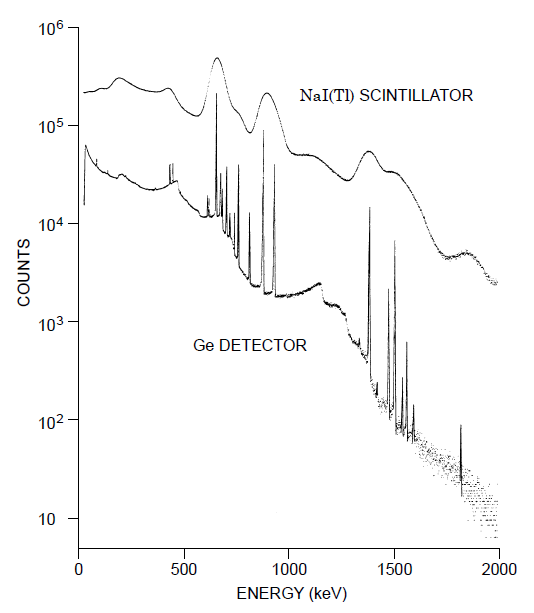 10⁶
NaI(Tl) SCINTILLATOR
10⁵
10⁴
COUNTS
10³
Ge DETECTOR
10²
10
0 500 1000 1500 2000
ENERGY (keV)